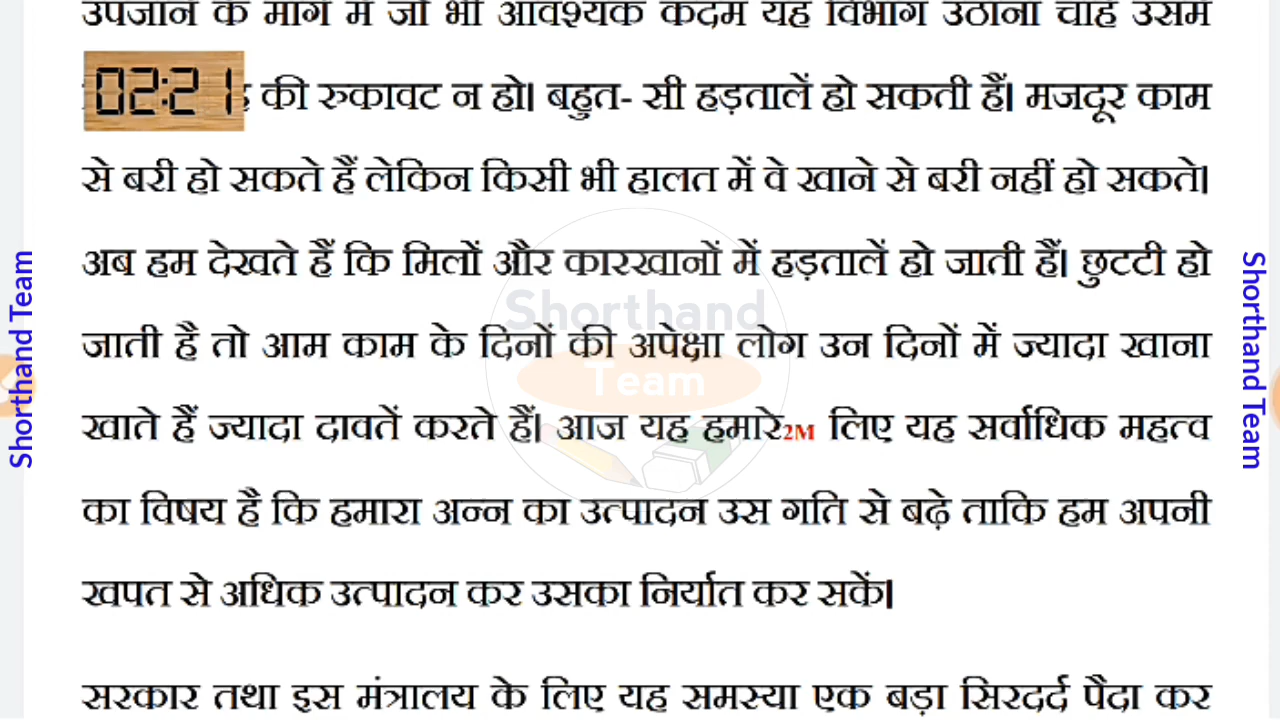 उपजाने के मार्ग में जो भी आवश्यक कदम यह विभाग उठाना चाहे उसमें
02:21 की रुकावट न हो। बहुत- सी हड़तालें हो सकती हैं। मजदूर काम
से बरी हो सकते हैं लेकिन किसी भी हालत में वे खाने से बरी नहीं हो सकते।
अब हम देखते हैं कि मिलों और कारखानों में हड़तालें हो जाती हैं। छुटटी हो
जाती है तो आम काम के दिनों की अपेक्षा लोग उन दिनों में ज्यादा खाना
खाते हैं ज्यादा दावतें करते हैं। आज यह हमारे2M लिए यह सर्वाधिक महत्व
का विषय है कि हमारा अन्न का उत्पादन उस गति से बढ़े ताकि हम अपनी
खपत से अधिक उत्पादन कर उसका निर्यात कर सकें।
सरकार तथा इस मंत्रालय के लिए यह समस्या एक बड़ा सिरदर्द पैदा कर
Shorthand Team
Shorthand Team
Shorthand
Team